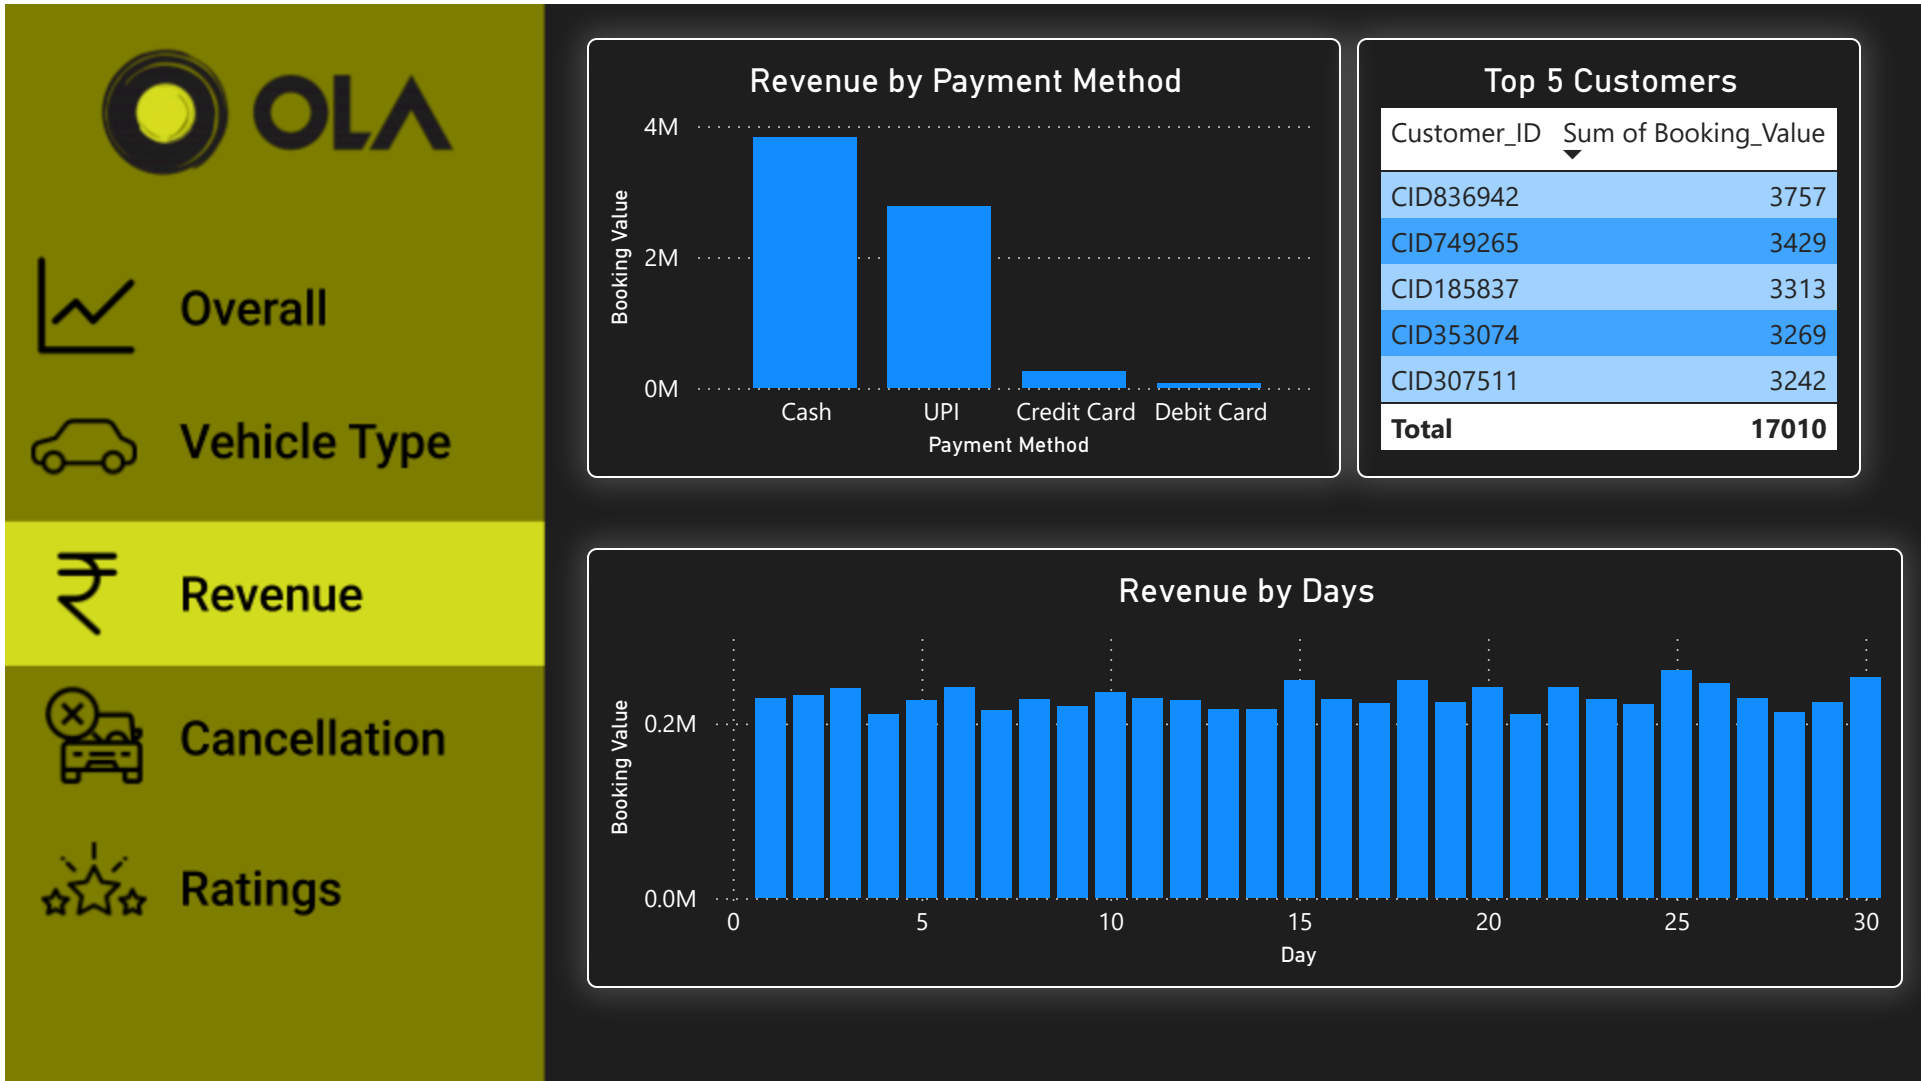 OLA
Overall
Vehicle Type
Revenue
Cancellation
Ratings
Revenue by Payment Method
Booking Value
4M
2M
0M
Cash UPI Credit Card Debit Card
Payment Method
Top 5 Customers
Customer_ID Sum of Booking_Value
CID836942 3757
CID749265 3429
CID185837 3313
CID353074 3269
CID307511 3242
Total 17010
Revenue by Days
Booking Value
0.2M
0.0M
0 5 10 15 20 25 30
Day